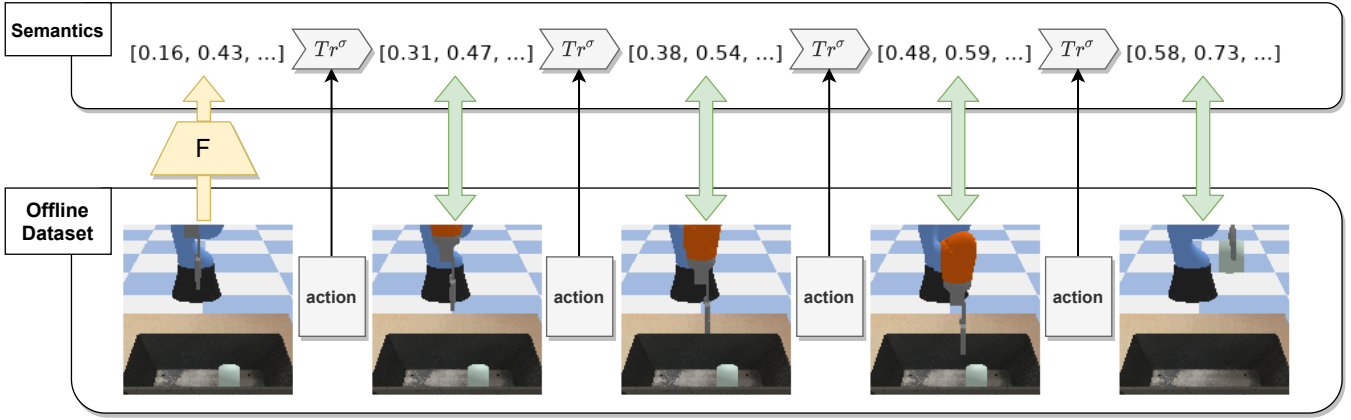 Semantics
[0.16, 0.43, ...] Tr^σ [0.31, 0.47, ...] Tr^σ [0.38, 0.54, ...] Tr^σ [0.48, 0.59, ...] Tr^σ [0.58, 0.73, ...]
F
Offline
Dataset
action action action action